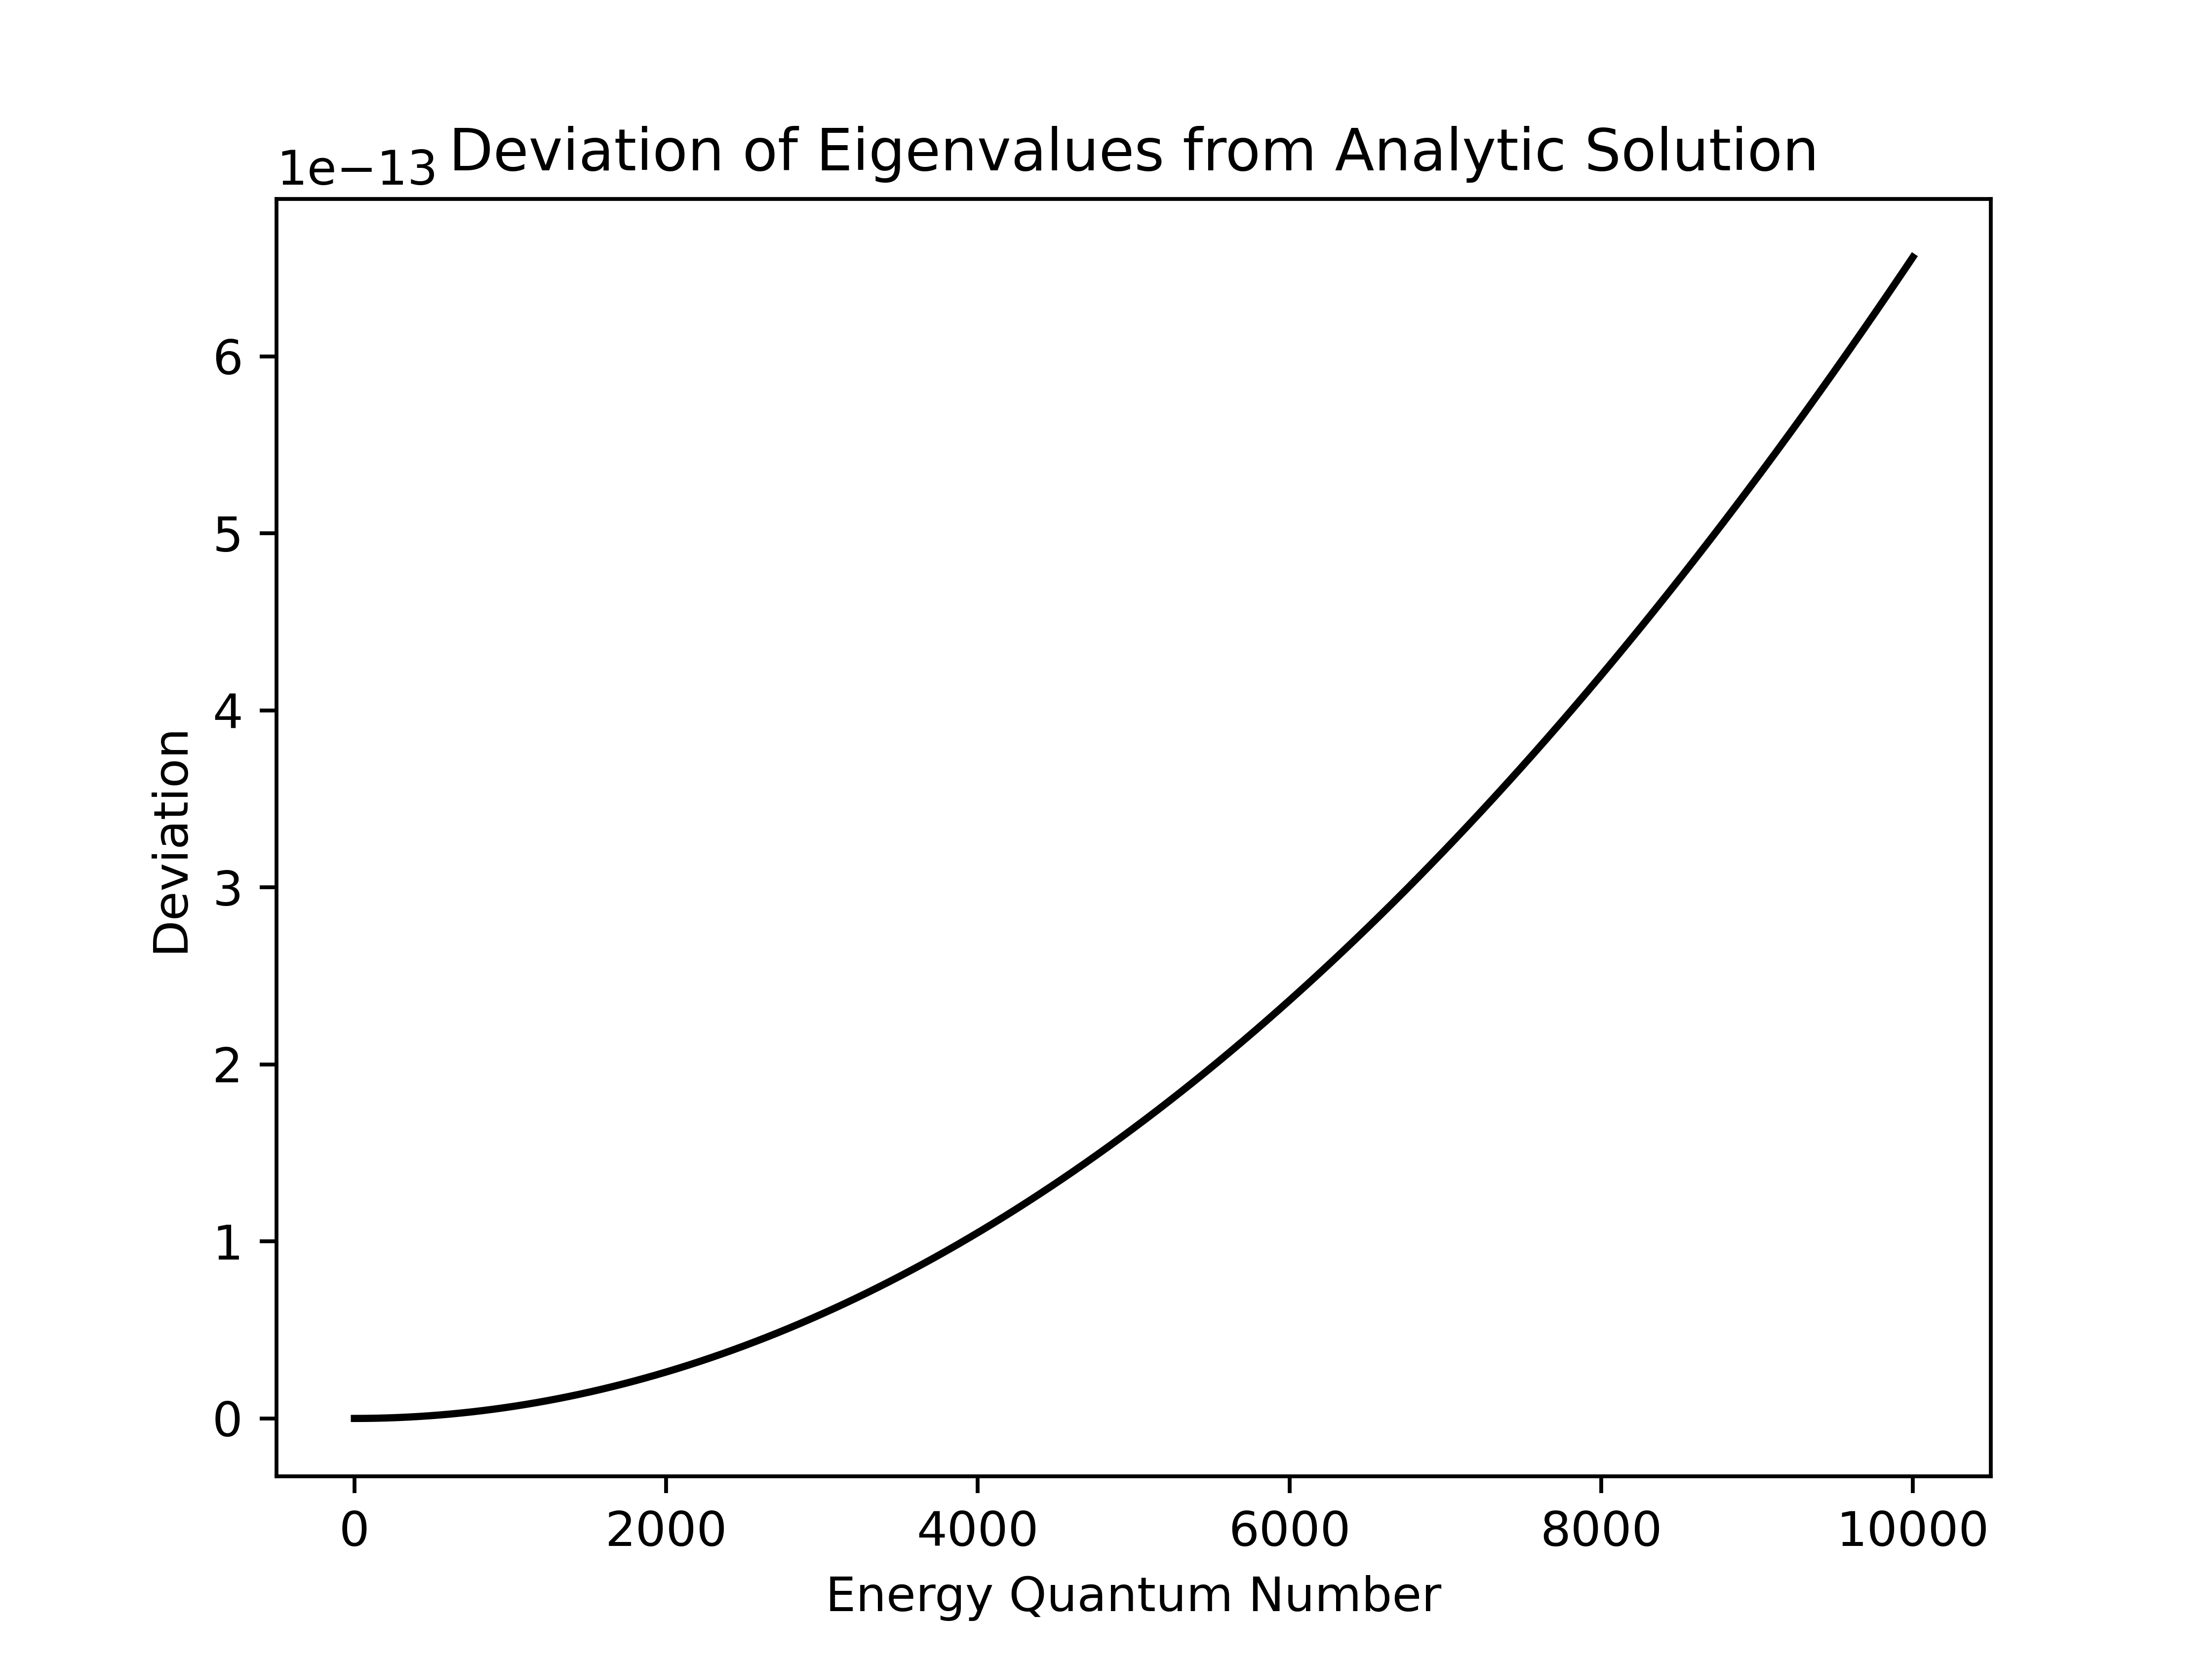 1e−13 Deviation of Eigenvalues from Analytic Solution
6
5
4
3
2
1
0
Deviation
0 2000 4000 6000 8000 10000
Energy Quantum Number